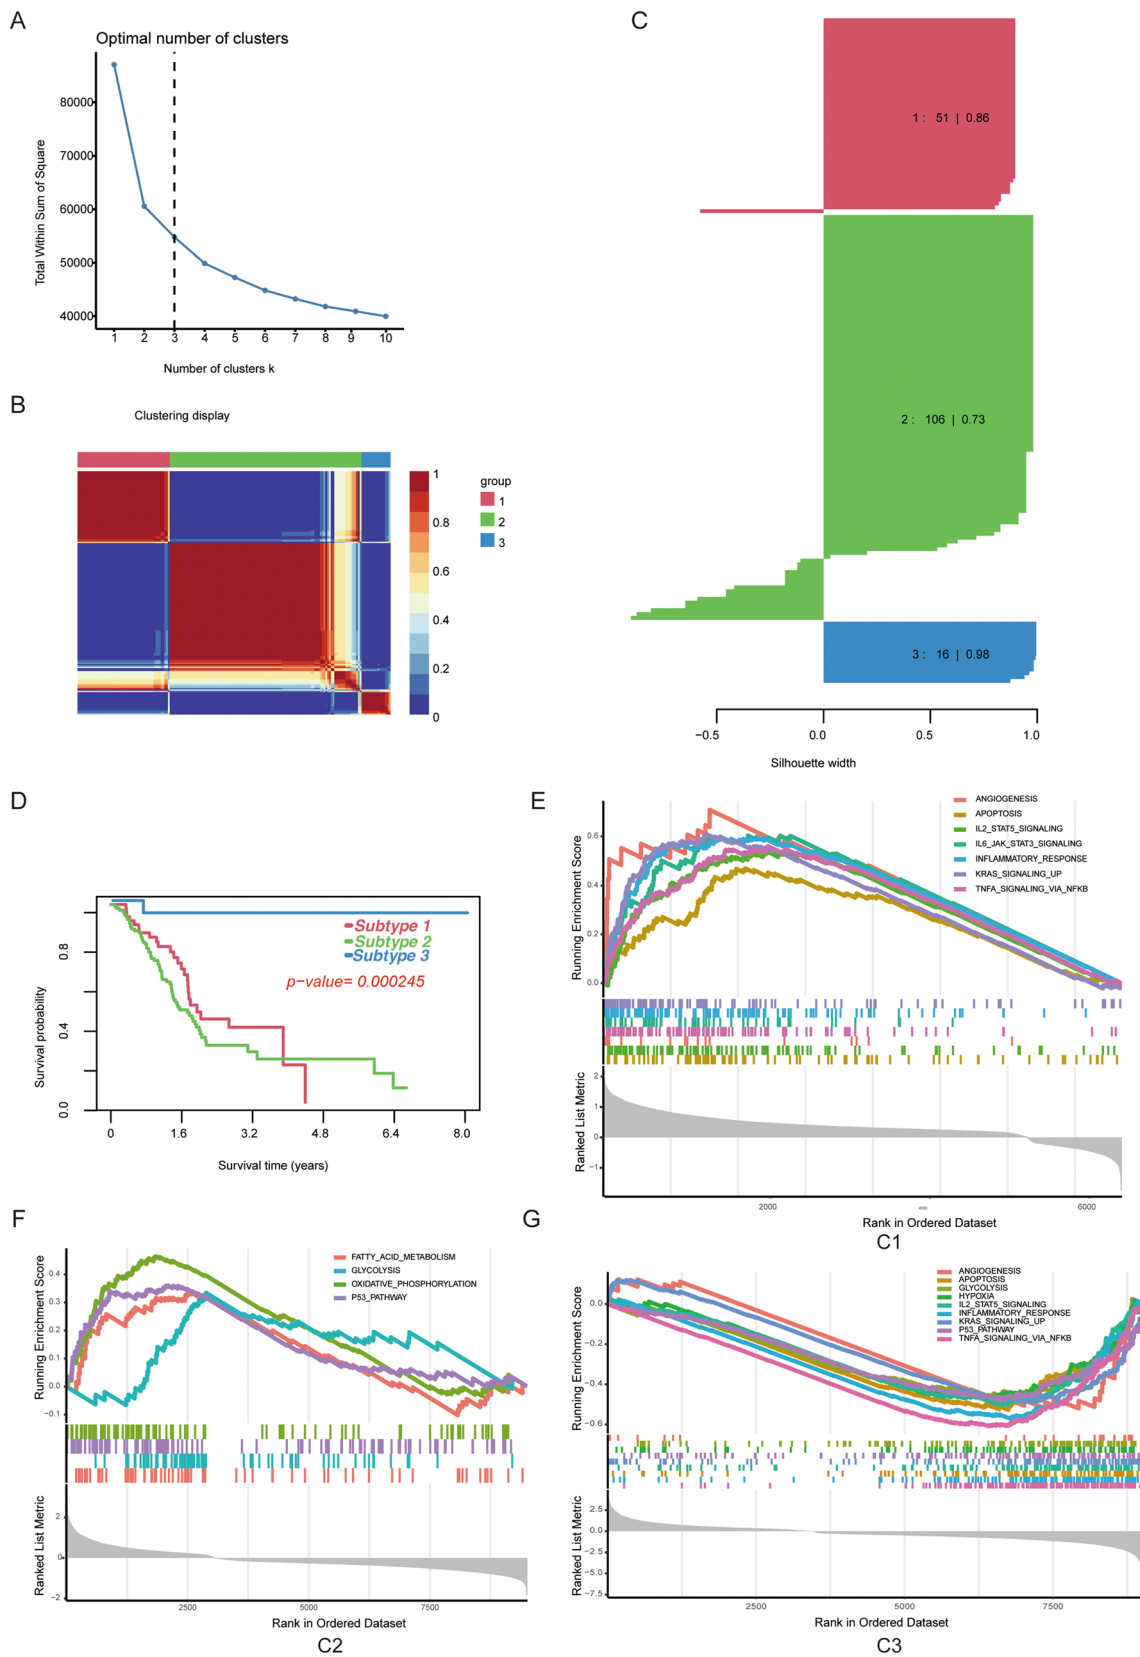 A
Optimal number of clusters
Total Within Sum of Square
80000
70000
60000
50000
40000
1 2 3 4 5 6 7 8 9 10
Number of clusters k
B
Clustering display
1
0.8
0.6
0.4
0.2
0
group
1
2
3
C
1 : 51 | 0.86
2 : 106 | 0.73
3 : 16 | 0.98
−0.5 0.0 0.5 1.0
Silhouette width
D
Survival probability
0.8
0.4
0.0
Subtype 1
Subtype 2
Subtype 3
p−value= 0.000245
0 1.6 3.2 4.8 6.4 8.0
Survival time (years)
E
Running Enrichment Score
0.6
0.4
0.2
0.0
ANGIOGENESIS
APOPTOSIS
IL2_STAT5_SIGNALING
IL6_JAK_STAT3_SIGNALING
INFLAMMATORY_RESPONSE
KRAS_SIGNALING_UP
TNFA_SIGNALING_VIA_NFKB
Ranked List Metric
2
1
0
−1
2000 6000
Rank in Ordered Dataset
C1
F
Running Enrichment Score
0.4
0.3
0.2
0.1
0.0
−0.1
FATTY_ACID_METABOLISM
GLYCOLYSIS
OXIDATIVE_PHOSPHORYLATION
P53_PATHWAY
Ranked List Metric
2
0
−2
2500 5000 7500
Rank in Ordered Dataset
C2
G
Running Enrichment Score
0.0
−0.2
−0.4
−0.6
ANGIOGENESIS
APOPTOSIS
GLYCOLYSIS
HYPOXIA
IL2_STAT5_SIGNALING
INFLAMMATORY_RESPONSE
KRAS_SIGNALING_UP
P53_PATHWAY
TNFA_SIGNALING_VIA_NFKB
Ranked List Metric
2.5
0.0
−2.5
−5.0
−7.5
2500 5000 7500
Rank in Ordered Dataset
C3